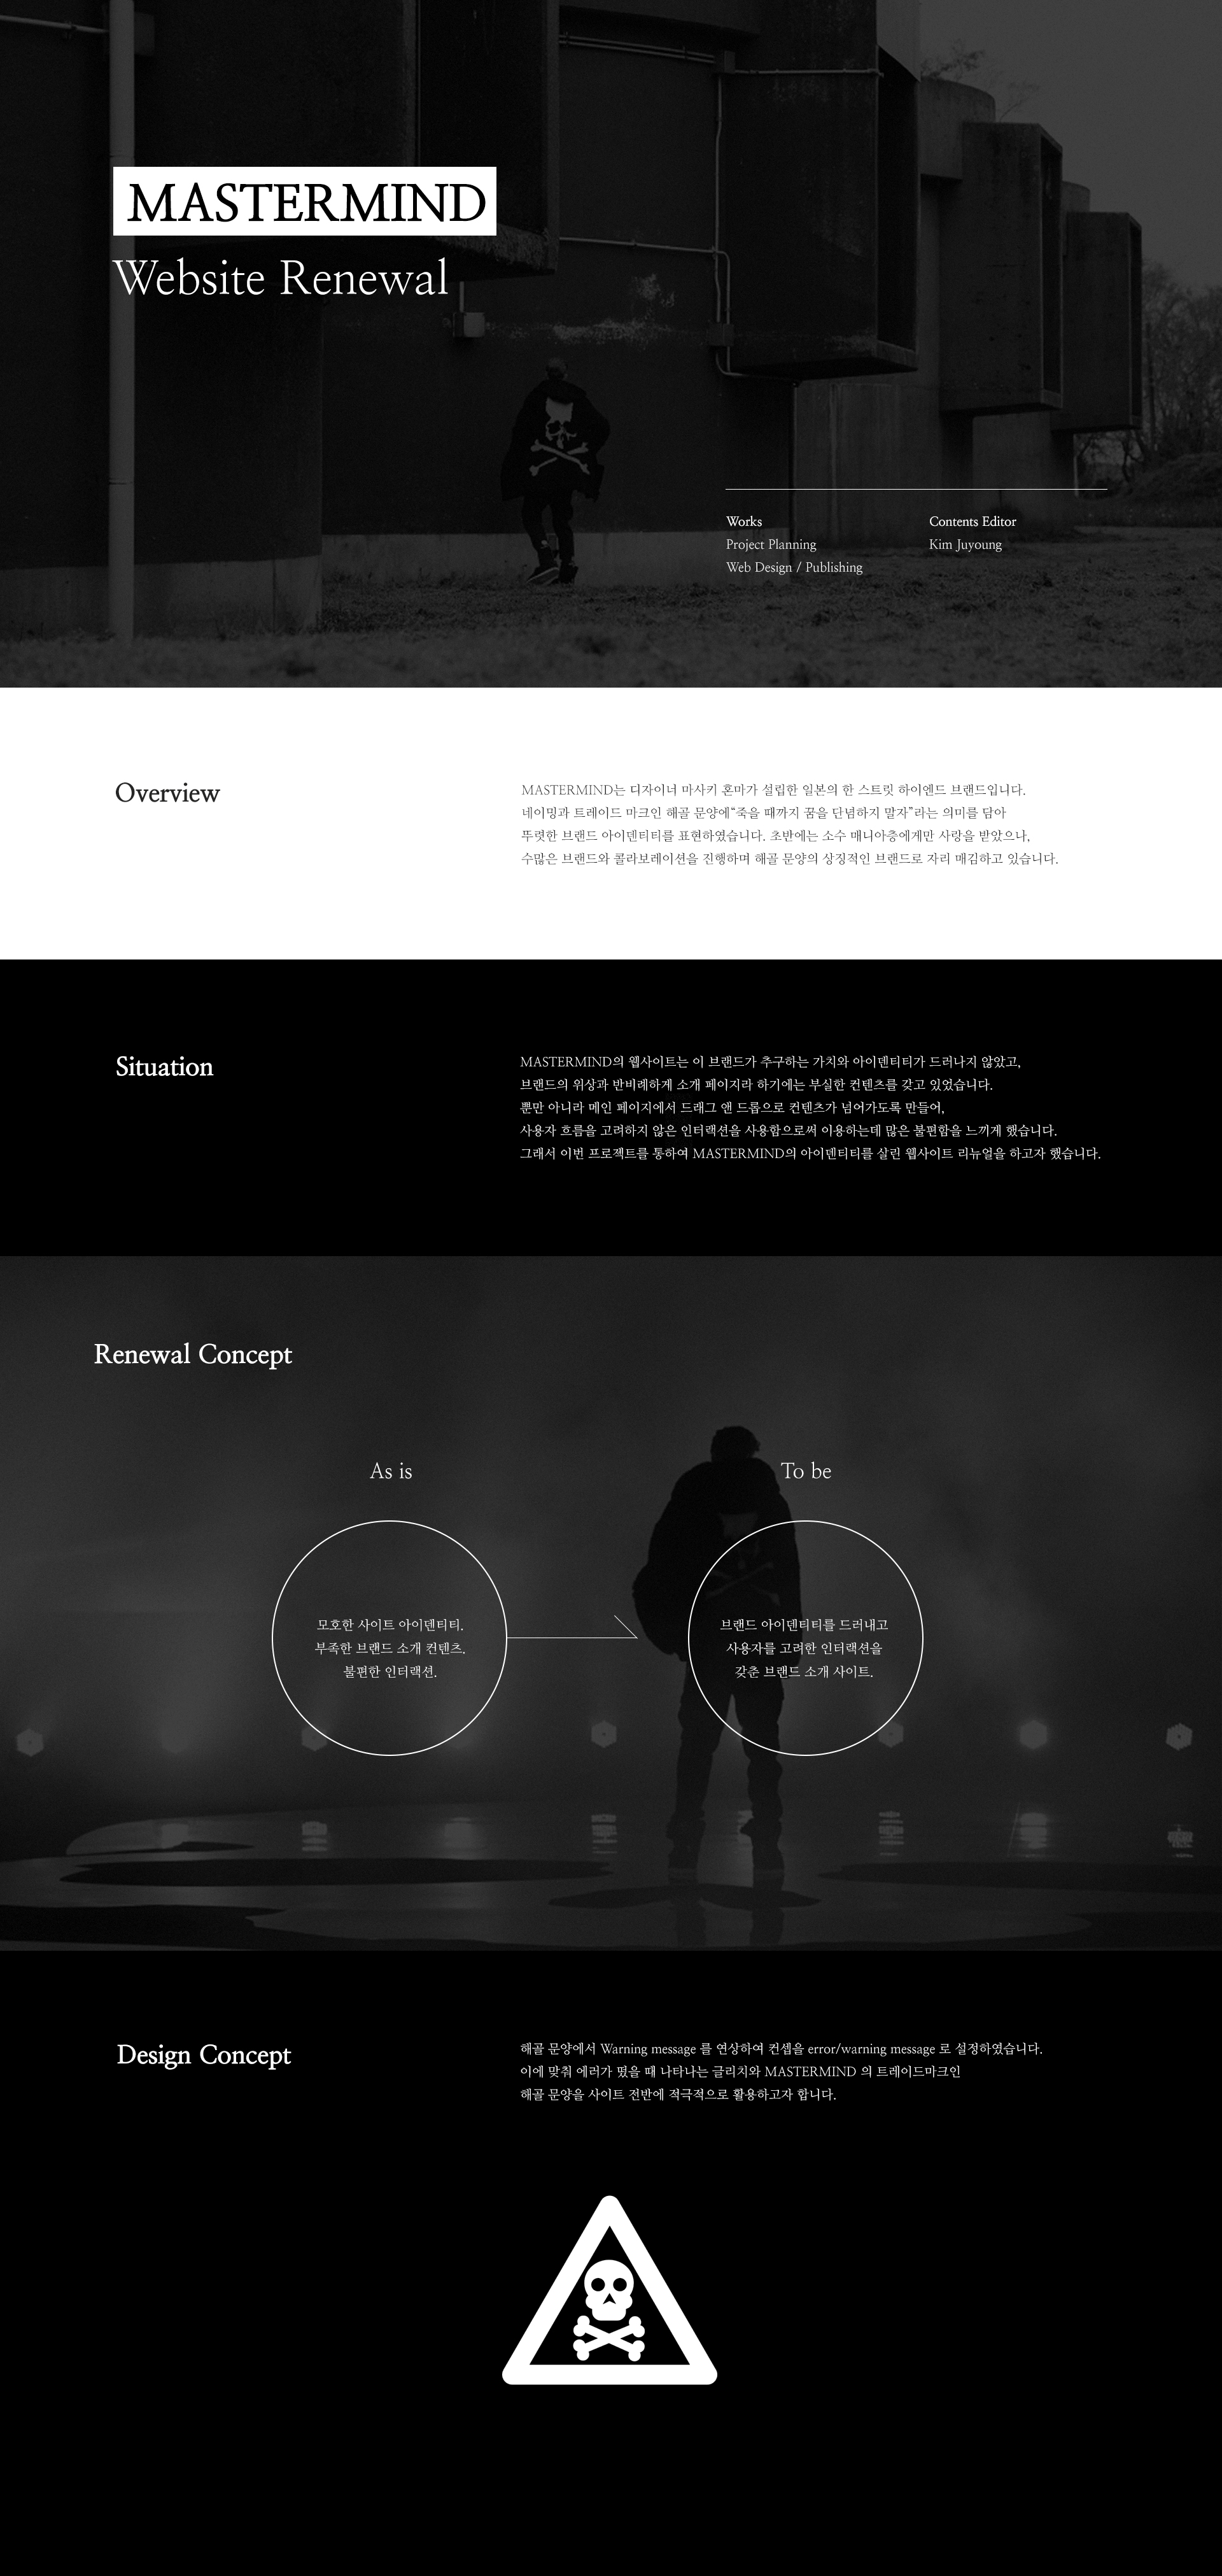 MASTERMIND
Website Renewal
Works
Project Planning
Web Design / Publishing
Contents Editor
Kim Juyoung
Overview
MASTERMIND는 디자이너 마사키 혼마가 설립한 일본의 한 스트릿 하이엔드 브랜드입니다.
네이밍과 트레이드 마크인 해골 문양에“죽을 때까지 꿈을 단념하지 말자”라는 의미를 담아
뚜렷한 브랜드 아이덴티티를 표현하였습니다. 초반에는 소수 매니아층에게만 사랑을 받았으나,
수많은 브랜드와 콜라보레이션을 진행하며 해골 문양의 상징적인 브랜드로 자리 매김하고 있습니다.
Situation
MASTERMIND의 웹사이트는 이 브랜드가 추구하는 가치와 아이덴티티가 드러나지 않았고,
브랜드의 위상과 반비례하게 소개 페이지라 하기에는 부실한 컨텐츠를 갖고 있었습니다.
뿐만 아니라 메인 페이지에서 드래그 앤 드롭으로 컨텐츠가 넘어가도록 만들어,
사용자 흐름을 고려하지 않은 인터랙션을 사용함으로써 이용하는데 많은 불편함을 느끼게 했습니다.
그래서 이번 프로젝트를 통하여 MASTERMIND의 아이덴티티를 살린 웹사이트 리뉴얼을 하고자 했습니다.
Renewal Concept
As is
모호한 사이트 아이덴티티.
부족한 브랜드 소개 컨텐츠.
불편한 인터랙션.
To be
브랜드 아이덴티티를 드러내고
사용자를 고려한 인터랙션을
갖춘 브랜드 소개 사이트.
Design Concept
해골 문양에서 Warning message 를 연상하여 컨셉을 error/warning message 로 설정하였습니다.
이에 맞춰 에러가 떴을 때 나타나는 글리치와 MASTERMIND 의 트레이드마크인
해골 문양을 사이트 전반에 적극적으로 활용하고자 합니다.